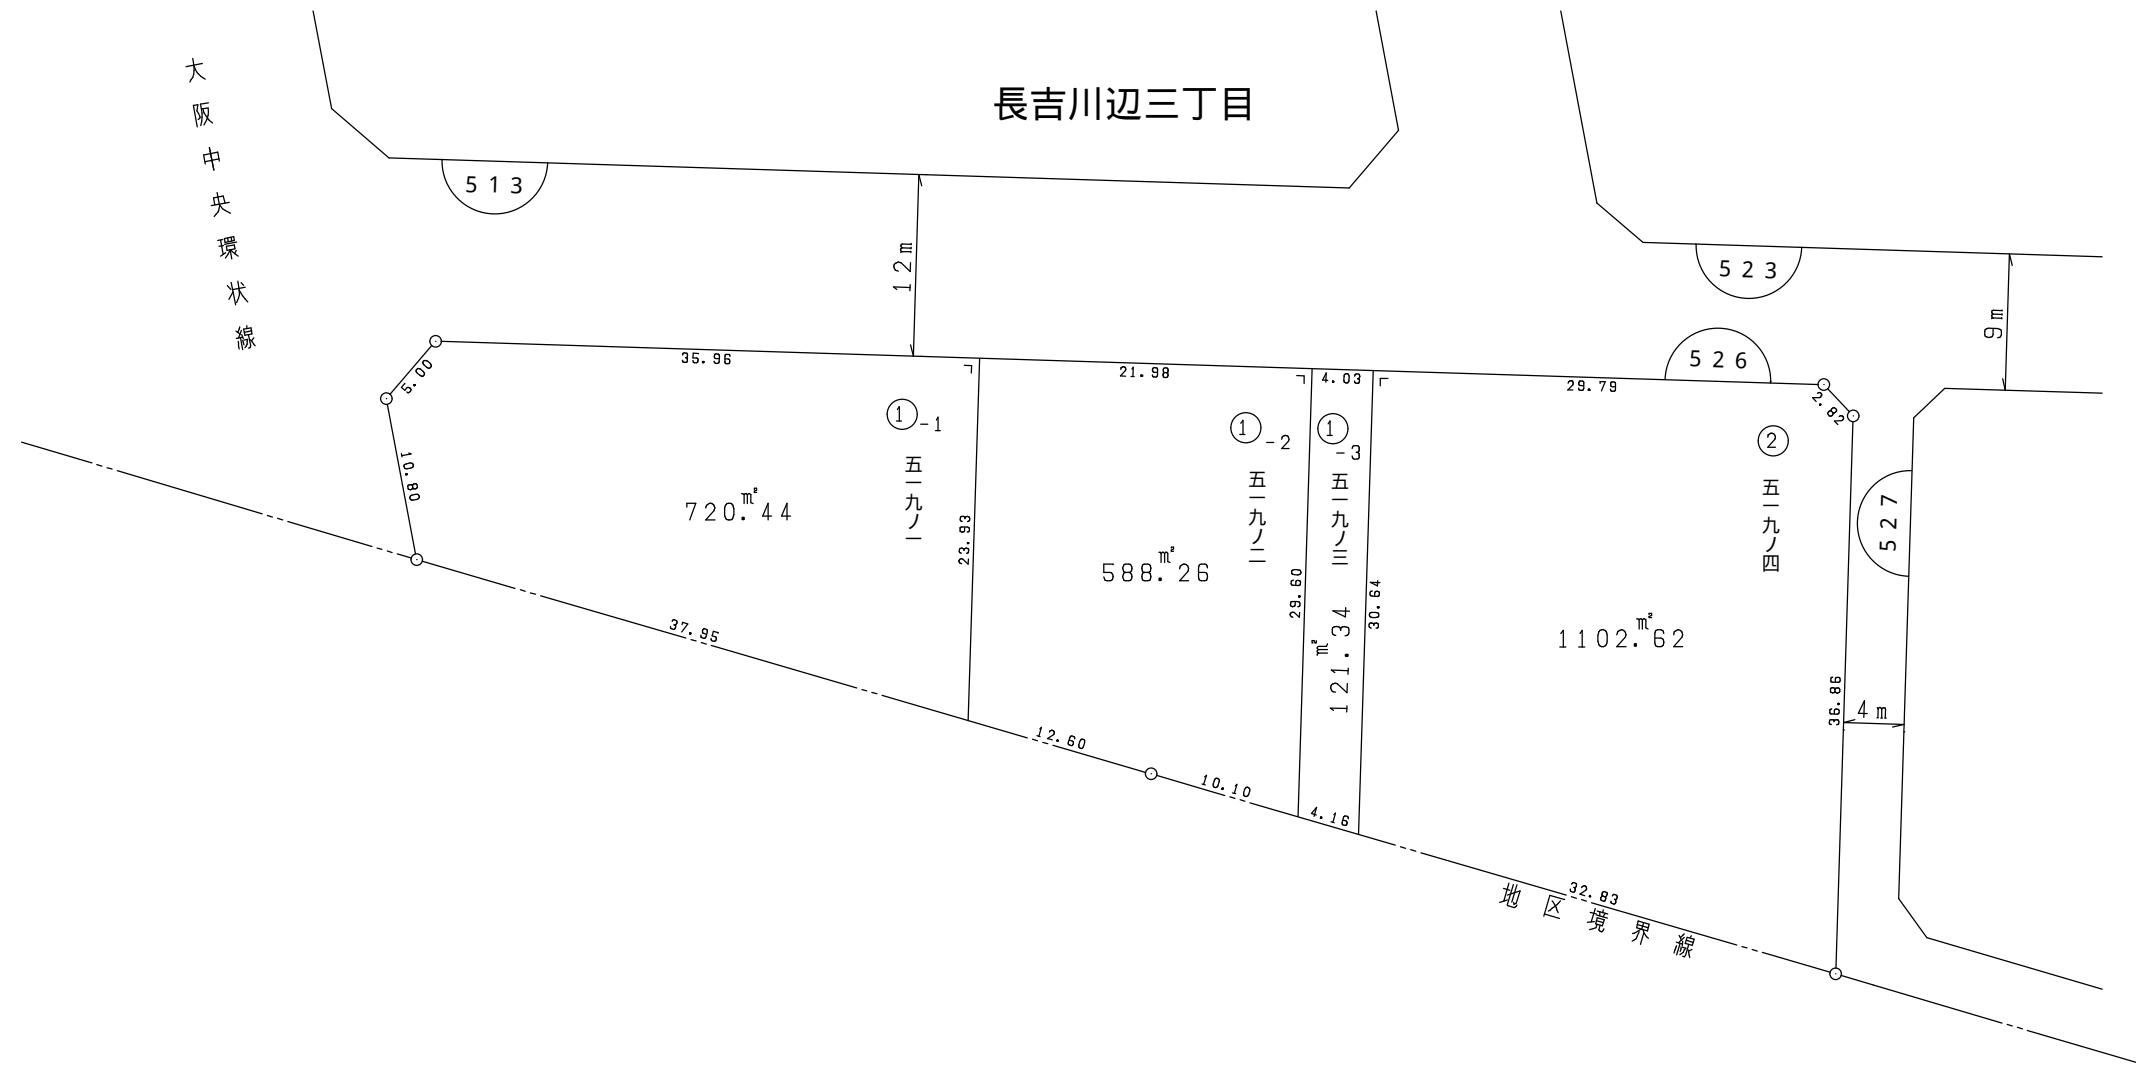 大阪中央環状線
長吉川辺三丁目
513
523
12m
9m
526
35.96
21.98
4.03
29.79
5.00
2.82
10.80
①-1
五一九ノ一
720.44㎡
23.93
①-2
五一九ノ二
588.26㎡
29.60
①-3
五一九ノ三
121.34㎡
30.64
②
五一九ノ四
1102.62㎡
527
36.86
4m
37.95
12.60
10.10
4.16
32.83
地区境界線